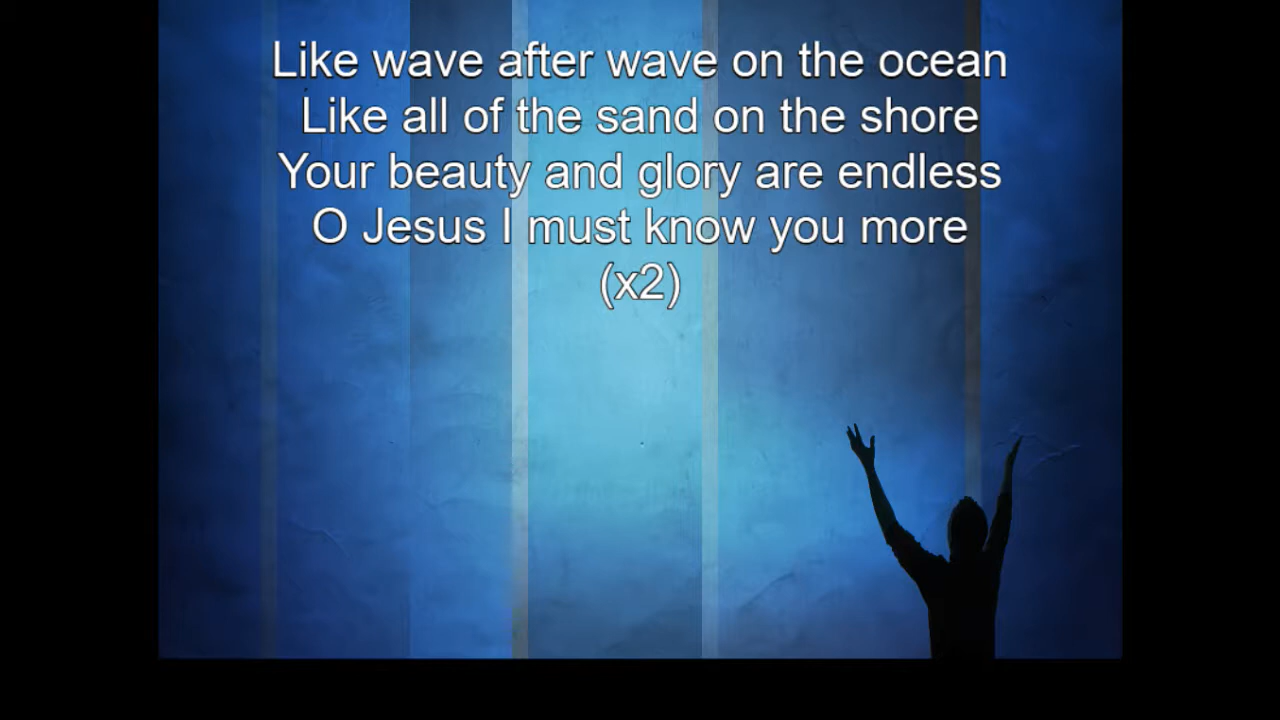 Like wave after wave on the ocean
Like all of the sand on the shore
Your beauty and glory are endless
O Jesus I must know you more
(x2)